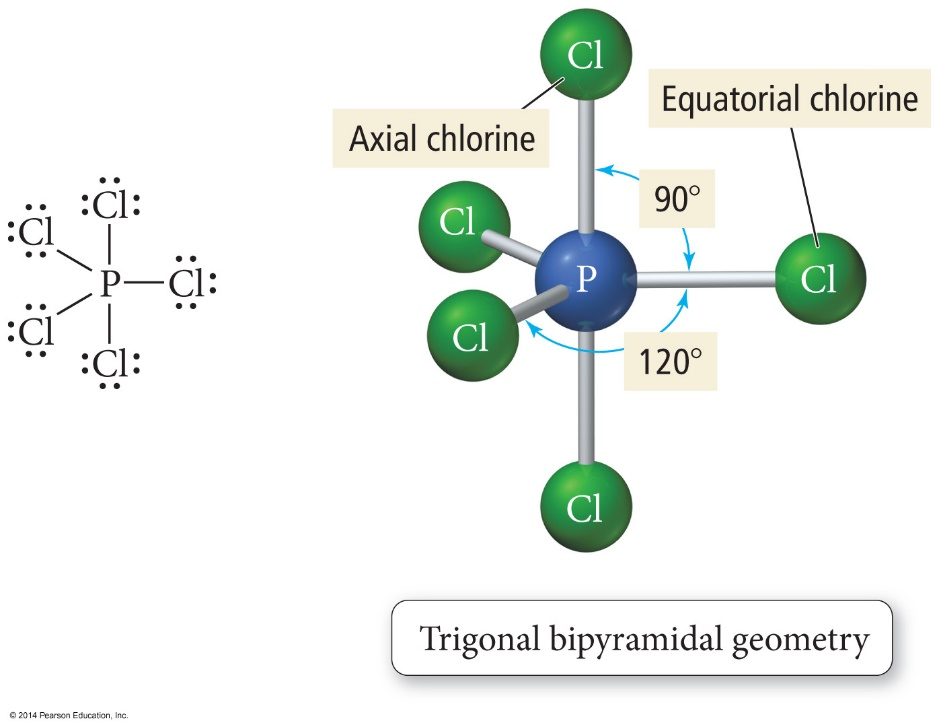 Cl
Equatorial chlorine
Axial chlorine
:Cl:
:Cl
90°
Cl
P—Cl:
P
Cl
:Cl
Cl
120°
:Cl:
Cl
Trigonal bipyramidal geometry
© 2014 Pearson Education, Inc.